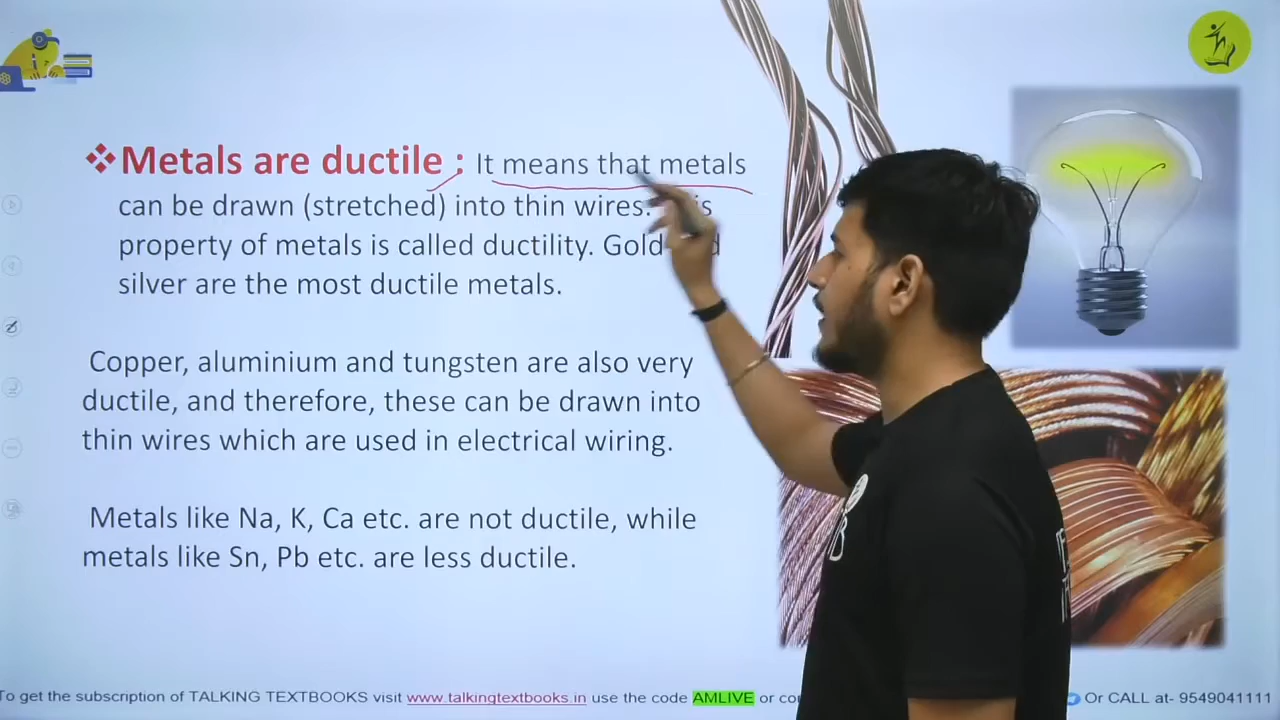 ❖Metals are ductile : It means that metals
can be drawn (stretched) into thin wires.
property of metals is called ductility. Gold
silver are the most ductile metals.
Copper, aluminium and tungsten are also very
ductile, and therefore, these can be drawn into
thin wires which are used in electrical wiring.
Metals like Na, K, Ca etc. are not ductile, while
metals like Sn, Pb etc. are less ductile.
To get the subscription of TALKING TEXTBOOKS visit www.talkingtextbooks.in use the code AMLIVE or Or CALL at- 9549041111